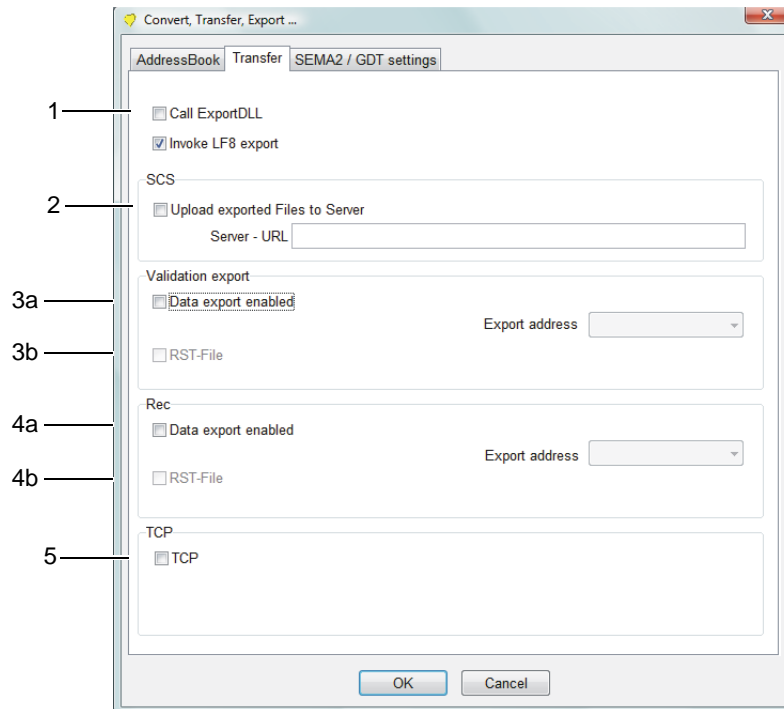 Convert, Transfer, Export ...
AddressBook Transfer SEMA2 / GDT settings
1 Call ExportDLL
Invoke LF8 export
SCS
2 Upload exported Files to Server
Server - URL
Validation export
3a Data export enabled
Export address
3b RST-File
Rec
4a Data export enabled
Export address
4b RST-File
TCP
5 TCP
OK Cancel